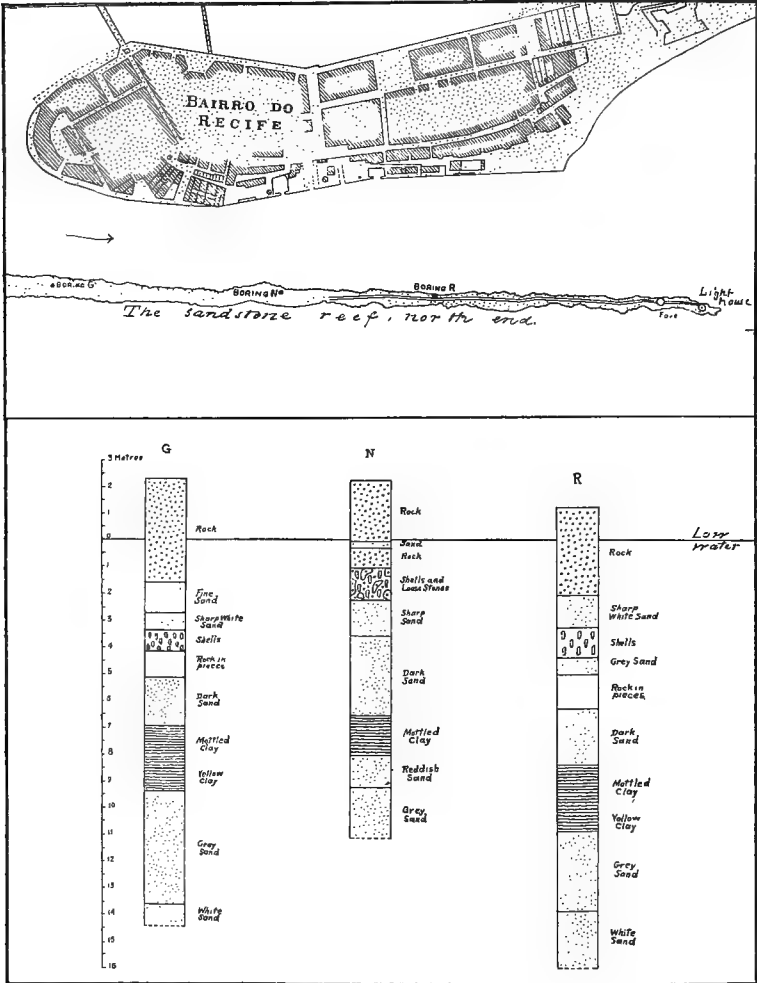 BAIRRO DO
RECIFE
BORING G
BORING N
BORING R
Light
house
Fort
The sandstone reef, north end.
G
N
R
3 Metres
2
1
0
1
2
3
4
5
6
7
8
9
10
11
12
13
14
15
16
Low
water
Rock
Fine
Sand
Sharp White
Sand
Shells
Rock in
pieces
Dark
Sand
Mottled
Clay
Yellow
Clay
Grey
Sand
White
Sand
Rock
Sand
Rock
Shells and
Loose Stones
Sharp
Sand
Dark
Sand
Mottled
Clay
Reddish
Sand
Grey
Sand
Rock
Sharp
White Sand
Shells
Grey Sand
Rock in
pieces
Dark
Sand
Mottled
Clay
Yellow
Clay
Grey
Sand
White
Sand